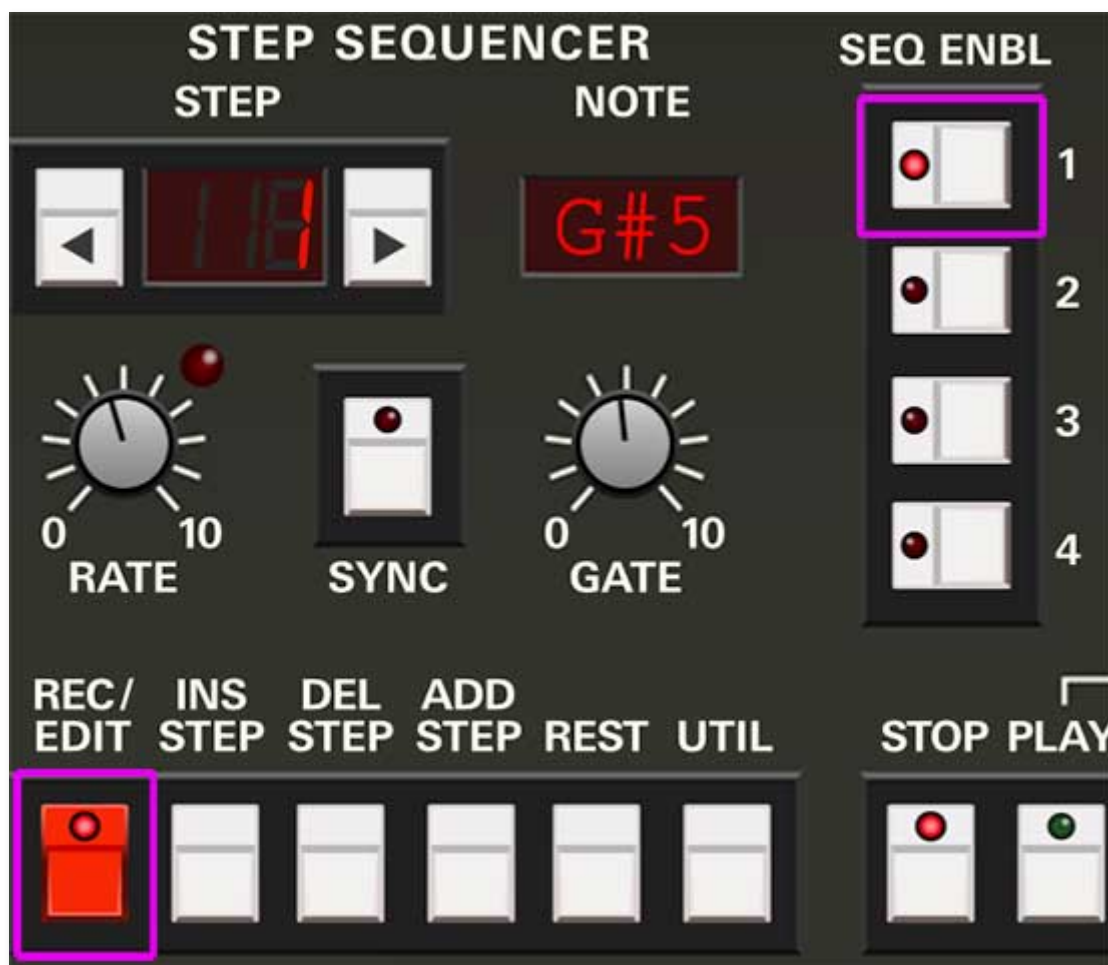 STEP SEQUENCER
SEQ ENBL
STEP
NOTE
1
1
G#5
2
3
0 10
0 10
4
RATE
SYNC
GATE
REC/ EDIT
INS STEP
DEL STEP
ADD STEP
REST
UTIL
STOP
PLAY